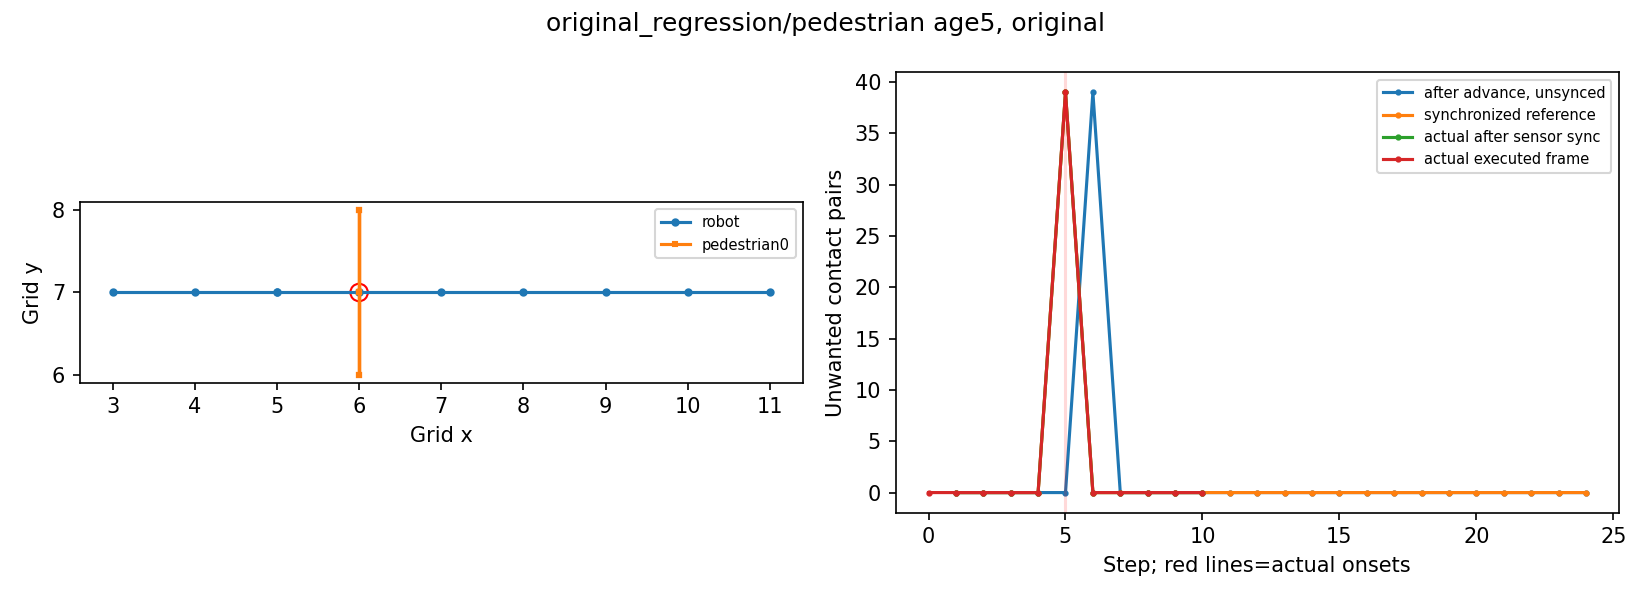 original_regression/pedestrian age5, original
8
7
6
Grid y
robot
pedestrian0
3 4 5 6 7 8 9 10 11
Grid x
40
35
30
25
20
15
10
5
0
Unwanted contact pairs
after advance, unsynced
synchronized reference
actual after sensor sync
actual executed frame
0 5 10 15 20 25
Step; red lines=actual onsets